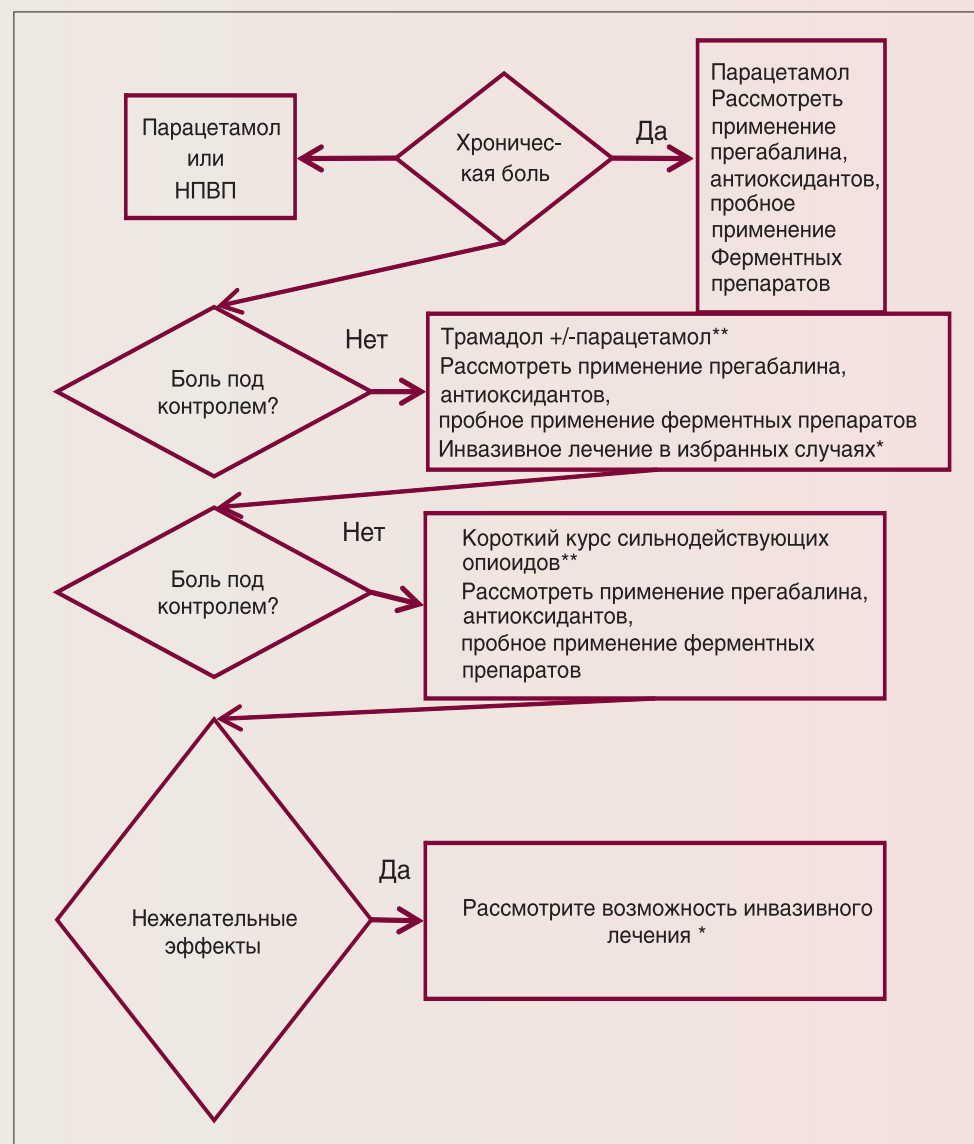 Парацетамол
или
НПВП
Хроничес-
кая боль
Да
Парацетамол
Рассмотреть
применение
прегабалина,
антиоксидантов,
пробное
применение
Ферментных
препаратов
Боль под
контролем?
Нет
Трамадол +/-парацетамол**
Рассмотреть применение прегабалина,
антиоксидантов,
пробное применение ферментных препаратов
Инвазивное лечение в избранных случаях*
Боль под
контролем?
Нет
Короткий курс сильнодействующих
опиоидов**
Рассмотреть применение прегабалина,
антиоксидантов,
пробное применение ферментных
препаратов
Нежелательные
эффекты
Да
Рассмотрите возможность инвазивного
лечения *